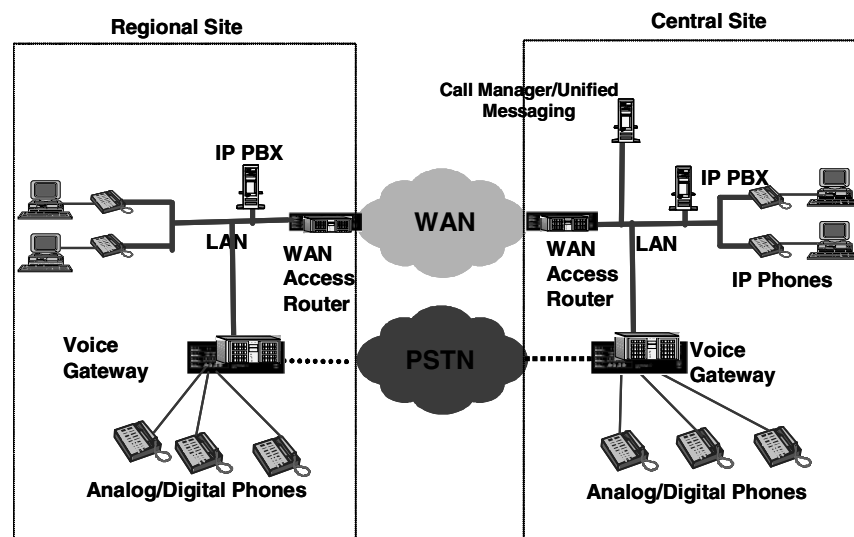 Regional Site
Central Site
Call Manager/Unified
Messaging
IP PBX
IP PBX
WAN
LAN
WAN
Access
Router
WAN
Access
Router
LAN
IP Phones
Voice
Gateway
PSTN
Voice
Gateway
Analog/Digital Phones
Analog/Digital Phones